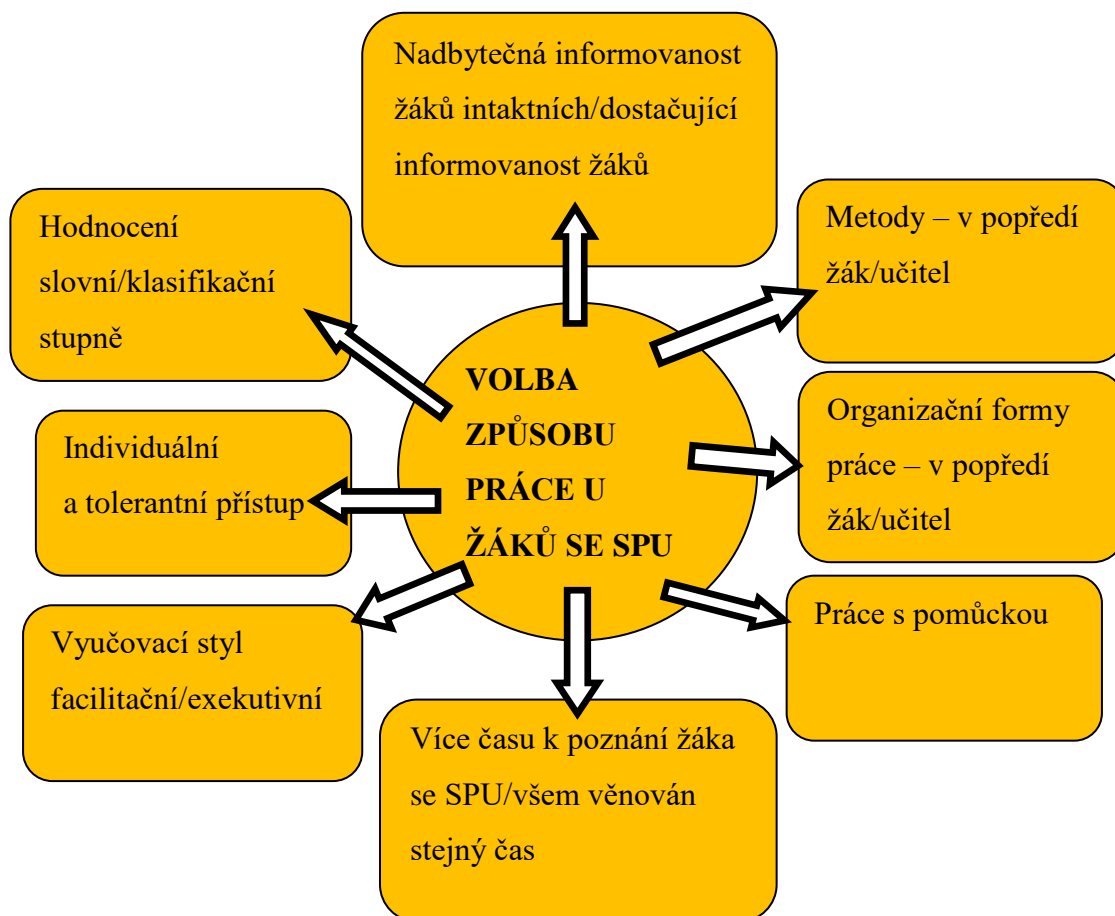 Nadbytečná informovanost
žáků intaktních/dostačující
informovanost žáků
Hodnocení
slovní/klasifikační
stupně
Metody – v popředí
žák/učitel
VOLBA
ZPŮSOBU
PRÁCE U
ŽÁKŮ SE SPU
Organizační formy
práce – v popředí
žák/učitel
Individuální
a tolerantní přístup
Práce s pomůckou
Vyučovací styl
facilitační/exekutivní
Více času k poznání žáka
se SPU/všem věnován
stejný čas